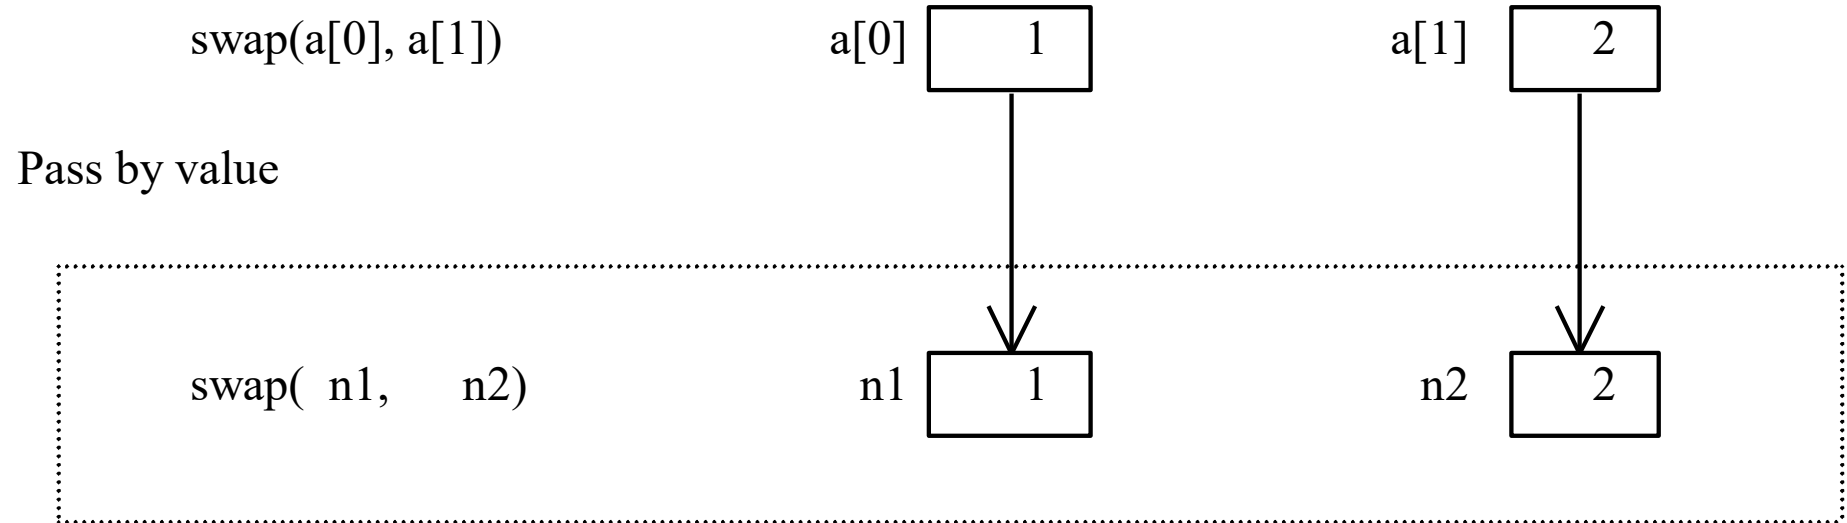 swap(a[0], a[1]) a[0] 1 a[1] 2
Pass by value
swap( n1, n2) n1 1 n2 2